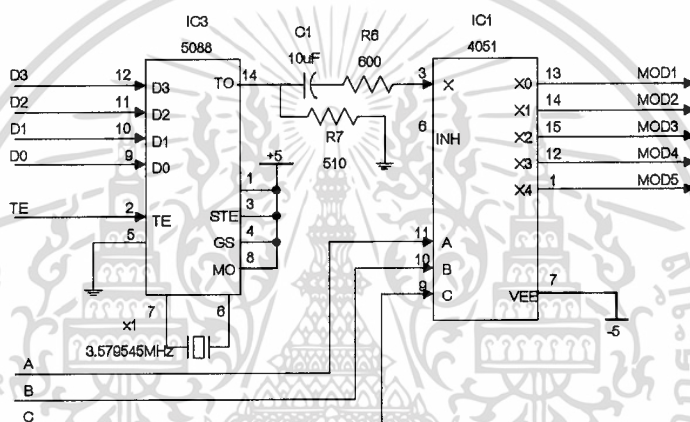 IC3
5088
C1
10uF
R6
600
IC1
4051
D3
12
D3
TO
14
3
X
X0
13
MOD1
D2
11
D2
X1
14
MOD2
D1
10
D1
R7
510
6
INH
X2
15
MOD3
D0
9
D0
X3
12
MOD4
+5
1
X4
1
MOD5
TE
2
TE
STE
3
5
GS
4
11
A
MO
8
10
B
9
C
7
VEE
-5
7
6
X1
3.579545MHz
A
B
C